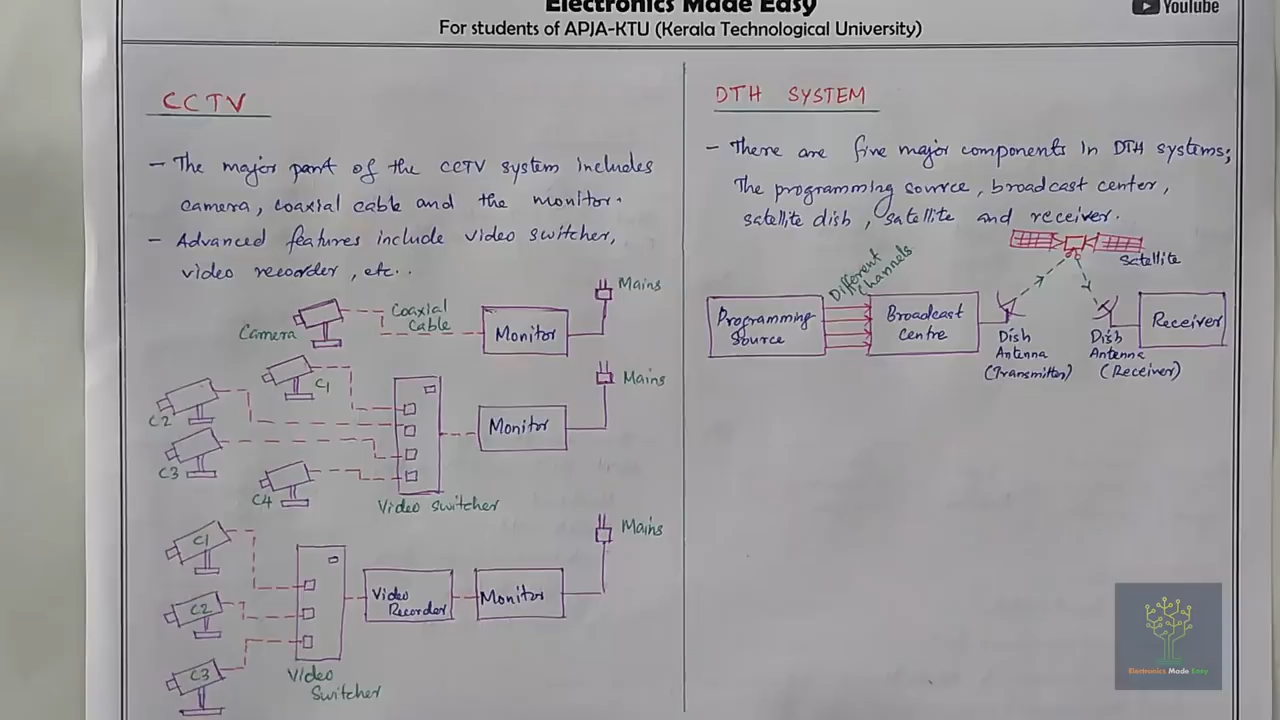 Electronics Made Easy
YouTube
For students of APJA-KTU (Kerala Technological University)
CCTV
- The major part of the CCTV system includes
camera, coaxial cable and the monitor.
- Advanced features include video switcher,
video recorder, etc..
Camera
Coaxial
Cable
Monitor
Mains
C1
C2
C3
C4
Video Switcher
Monitor
Mains
C1
C2
C3
Video
Switcher
Video
Recorder
Monitor
Mains
DTH SYSTEM
- There are five major components in DTH systems;
The programming source, broadcast center,
satellite dish, satellite and receiver.
Satellite
Different
Channels
Programming
Source
Broadcast
Centre
Dish
Antenna
(Transmitter)
Dish
Antenna
(Receiver)
Receiver
Electronics Made Easy